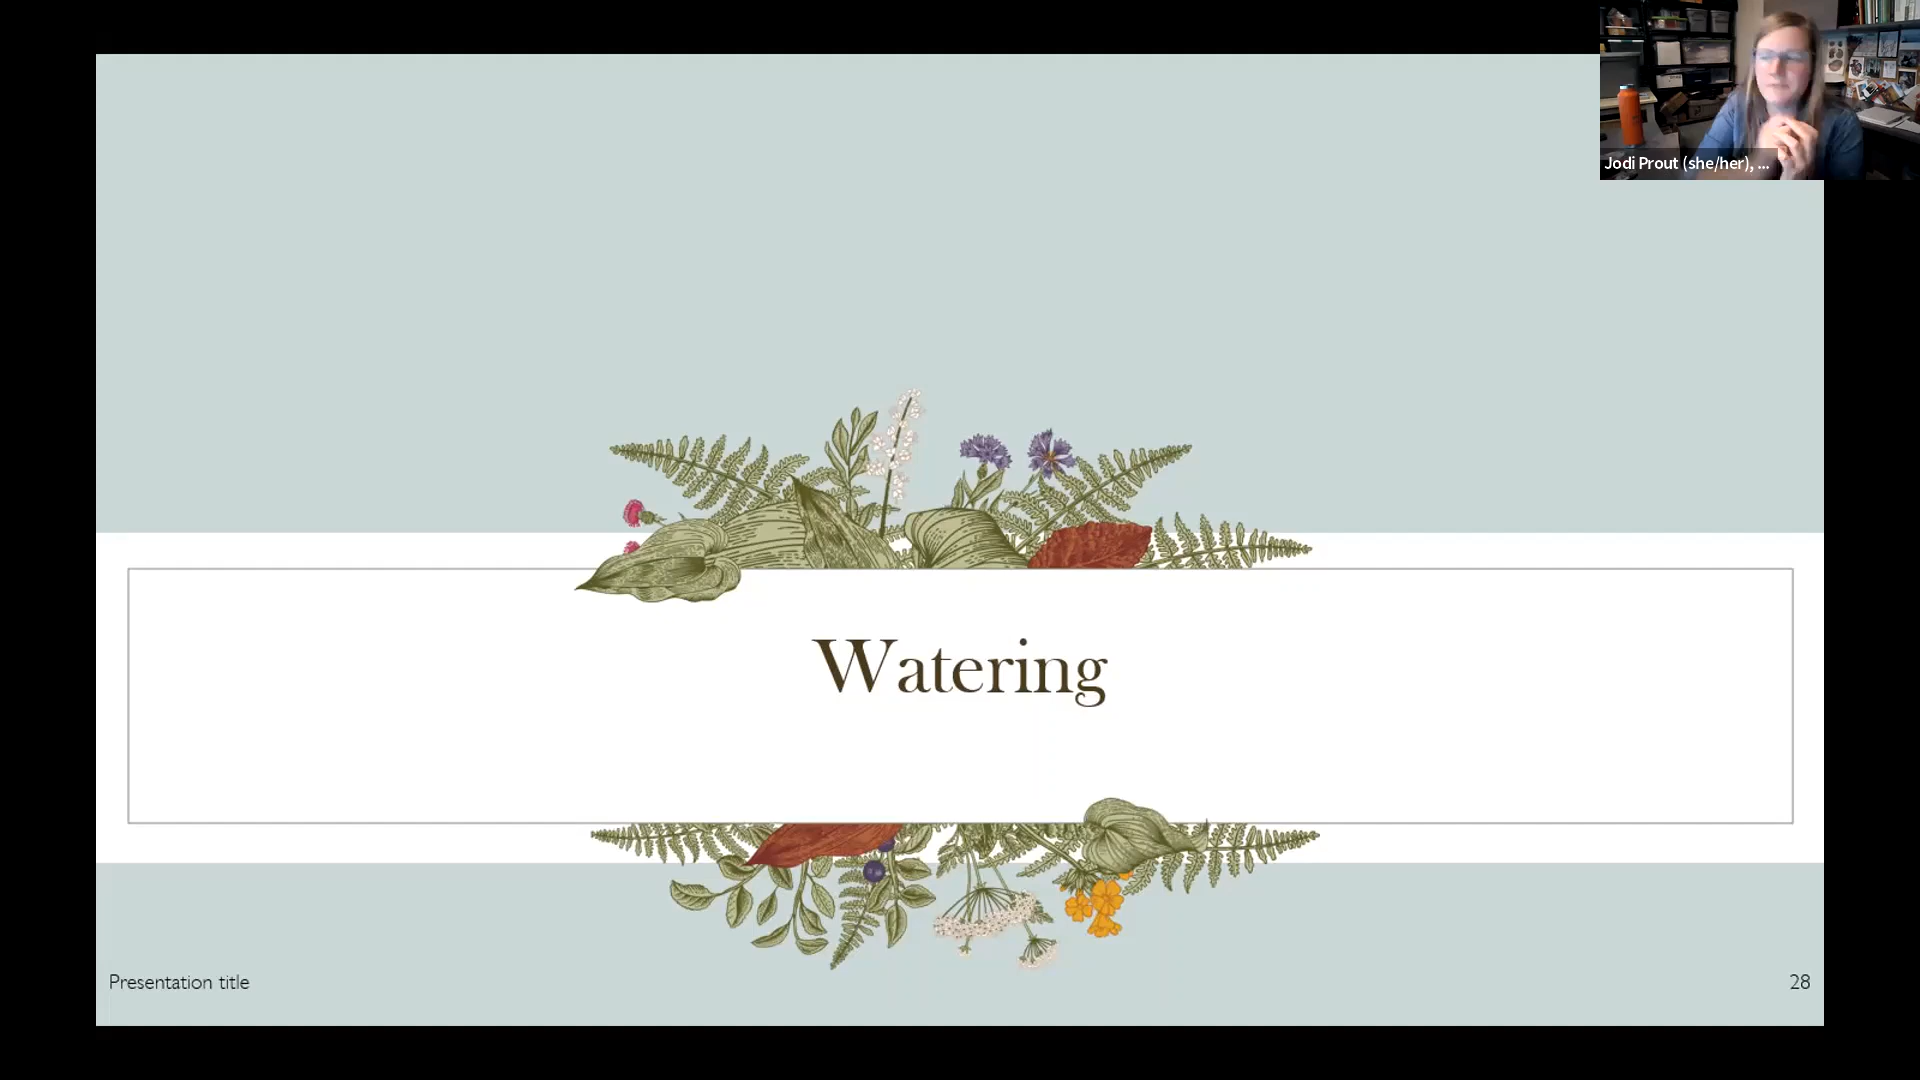 Jodi Prout (she/her), ...
Watering
Presentation title
28